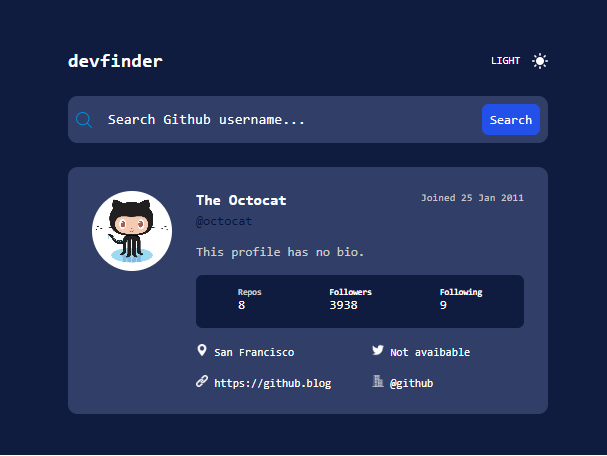 devfinder
LIGHT
Search Github username...
Search
The Octocat
Joined 25 Jan 2011
@octocat
This profile has no bio.
Repos Followers Following
8 3938 9
San Francisco
Not avaibable
https://github.blog
@github